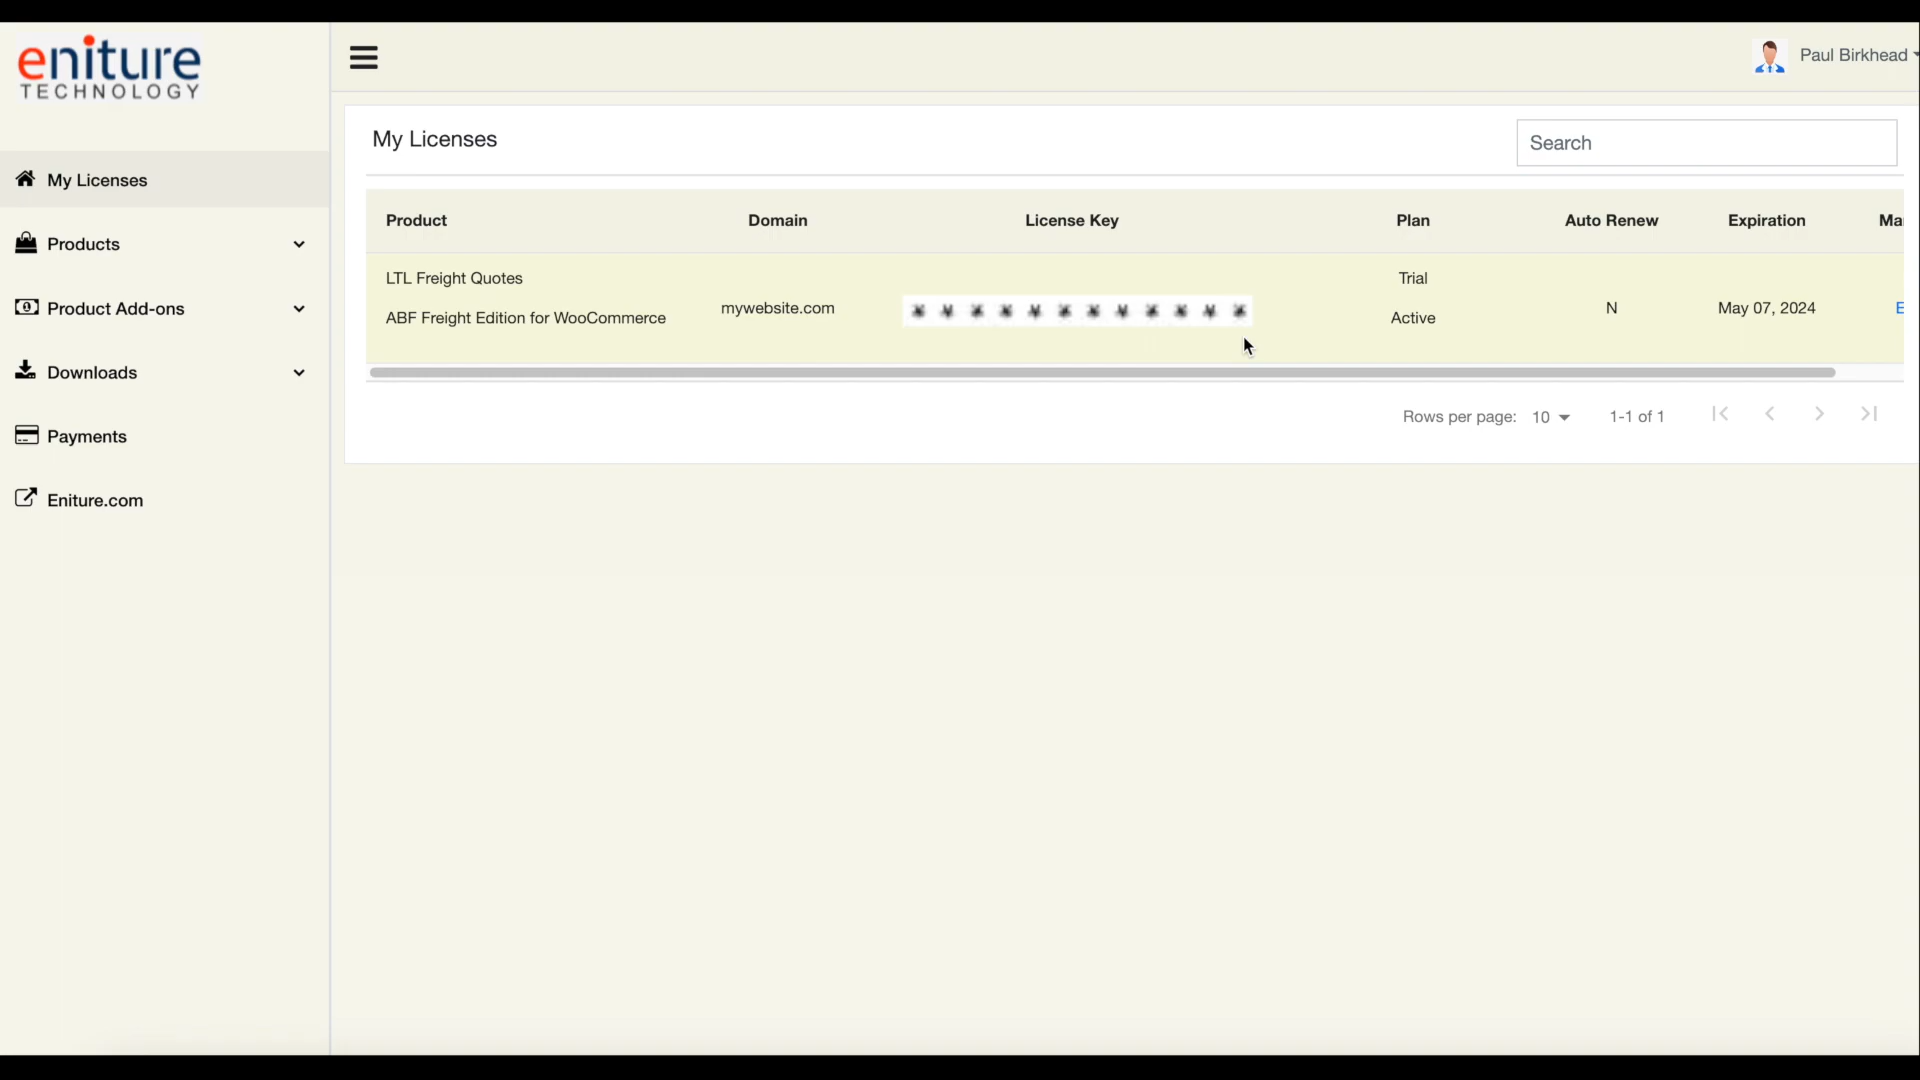 eniture
TECHNOLOGY
Paul Birkhead
My Licenses
Products
Product Add-ons
Downloads
Payments
Eniture.com
My Licenses
Search
Product Domain License Key Plan Auto Renew Expiration
LTL Freight Quotes
ABF Freight Edition for WooCommerce
mywebsite.com
Trial
Active
N
May 07, 2024
Rows per page: 10 1-1 of 1